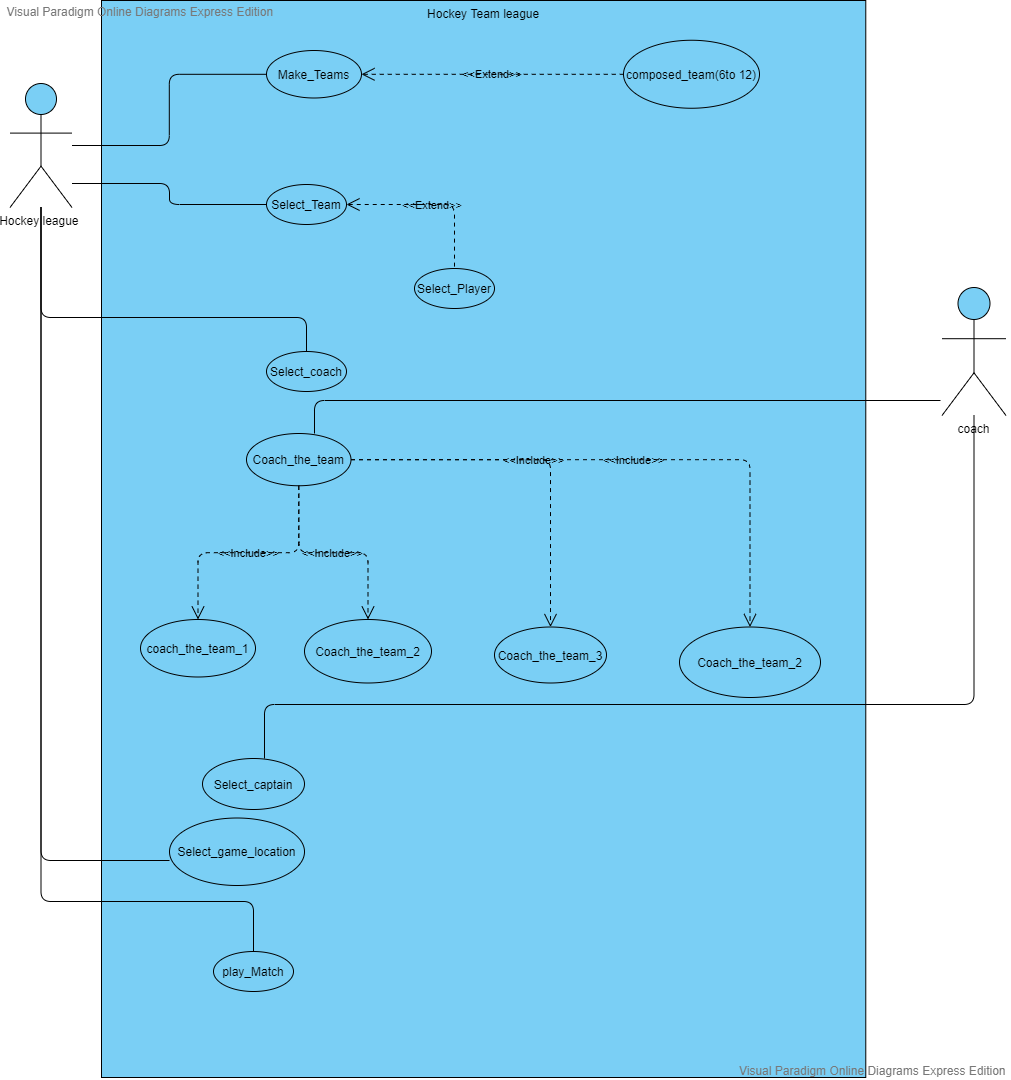 Visual Paradigm Online Diagrams Express Edition
Hockey Team league
Make_Teams
<<Extend>>
composed_team(6to 12)
Select_Team
<<Extend>>
Hockey league
Select_Player
Select_coach
coach
Coach_the_team
<<Include>>
<<Include>>
<<Include>>
<<Include>>
coach_the_team_1
Coach_the_team_2
Coach_the_team_3
Coach_the_team_2
Select_captain
Select_game_location
play_Match
Visual Paradigm Online Diagrams Express Edition